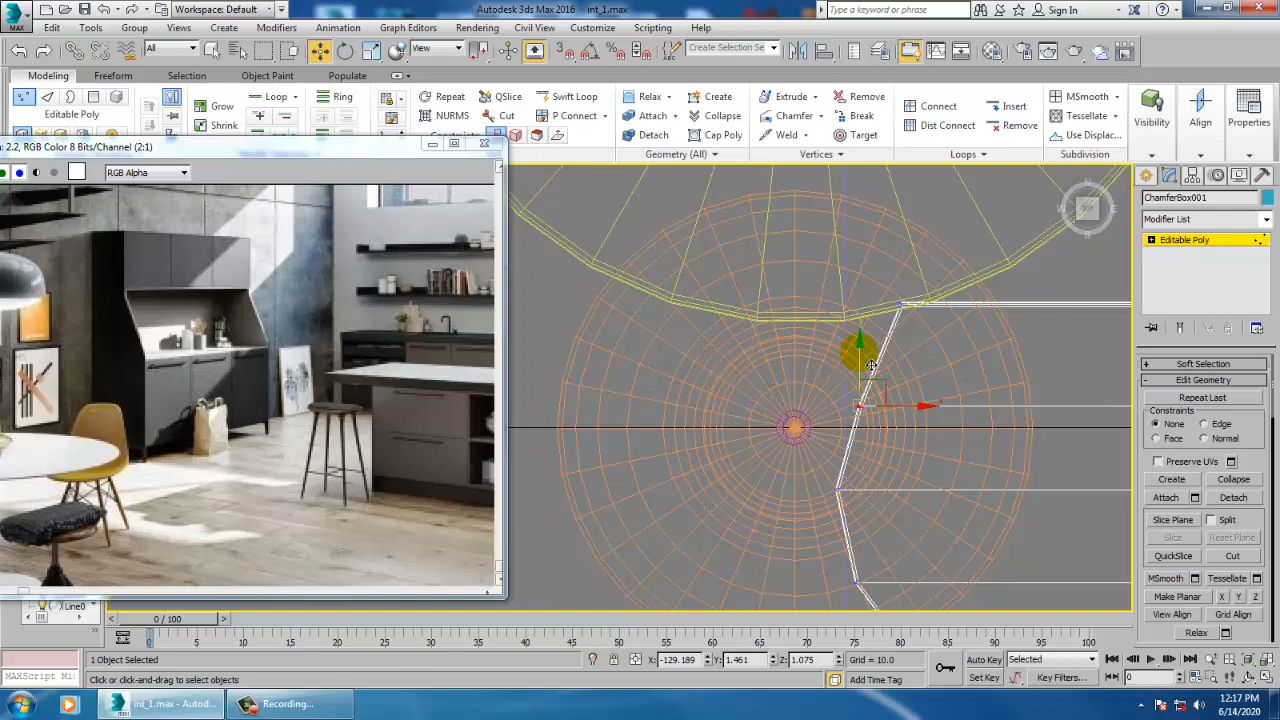 Workspace: Default
Autodesk 3ds Max 2016 int_1.max
Type a keyword or phrase
Sign In
MAX
Edit Tools Group Views Create Modifiers Animation Graph Editors Rendering Civil View Customize Scripting Help
All
View
Create Selection Se
Modeling Freeform Selection Object Paint Populate
Editable Poly
Grow
Shrink
Loop
Ring
Repeat QSlice Swift Loop
NURMS Cut P Connect
Relax Create
Attach Collapse
Detach Cap Poly
Geometry (All)
Extrude Remove
Chamfer Break
Weld Target
Vertices
Connect Insert
Dist Connect Remove
Loops
MSmooth
Tessellate
Use Displac...
Subdivision
Visibility
Align
Properties
: 2.2, RGB Color 8 Bits/Channel (2:1)
RGB Alpha
ChamferBox001
Modifier List
Editable Poly
+ Soft Selection
- Edit Geometry
Repeat Last
Constraints
None Edge
Face Normal
Preserve UVs
Create Collapse
Attach Detach
Slice Plane Split
Slice Reset Plane
QuickSlice Cut
MSmooth Tessellate
Make Planar X Y Z
View Align Grid Align
Relax
Line0
0 / 100
0 5 10 15 20 25 30 35 40 45 50 55 60 65 70 75 80 85 90 95 100
1 Object Selected
X: -129.189 Y: 1.461 Z: 1.075 Grid = 10.0
Auto Key Selected
MAXScript Mi:
Click or click-and-drag to select objects
Add Time Tag
Set Key Key Filters...
0
int_1.max - Autod...
Recording...
12:17 PM
6/14/2020